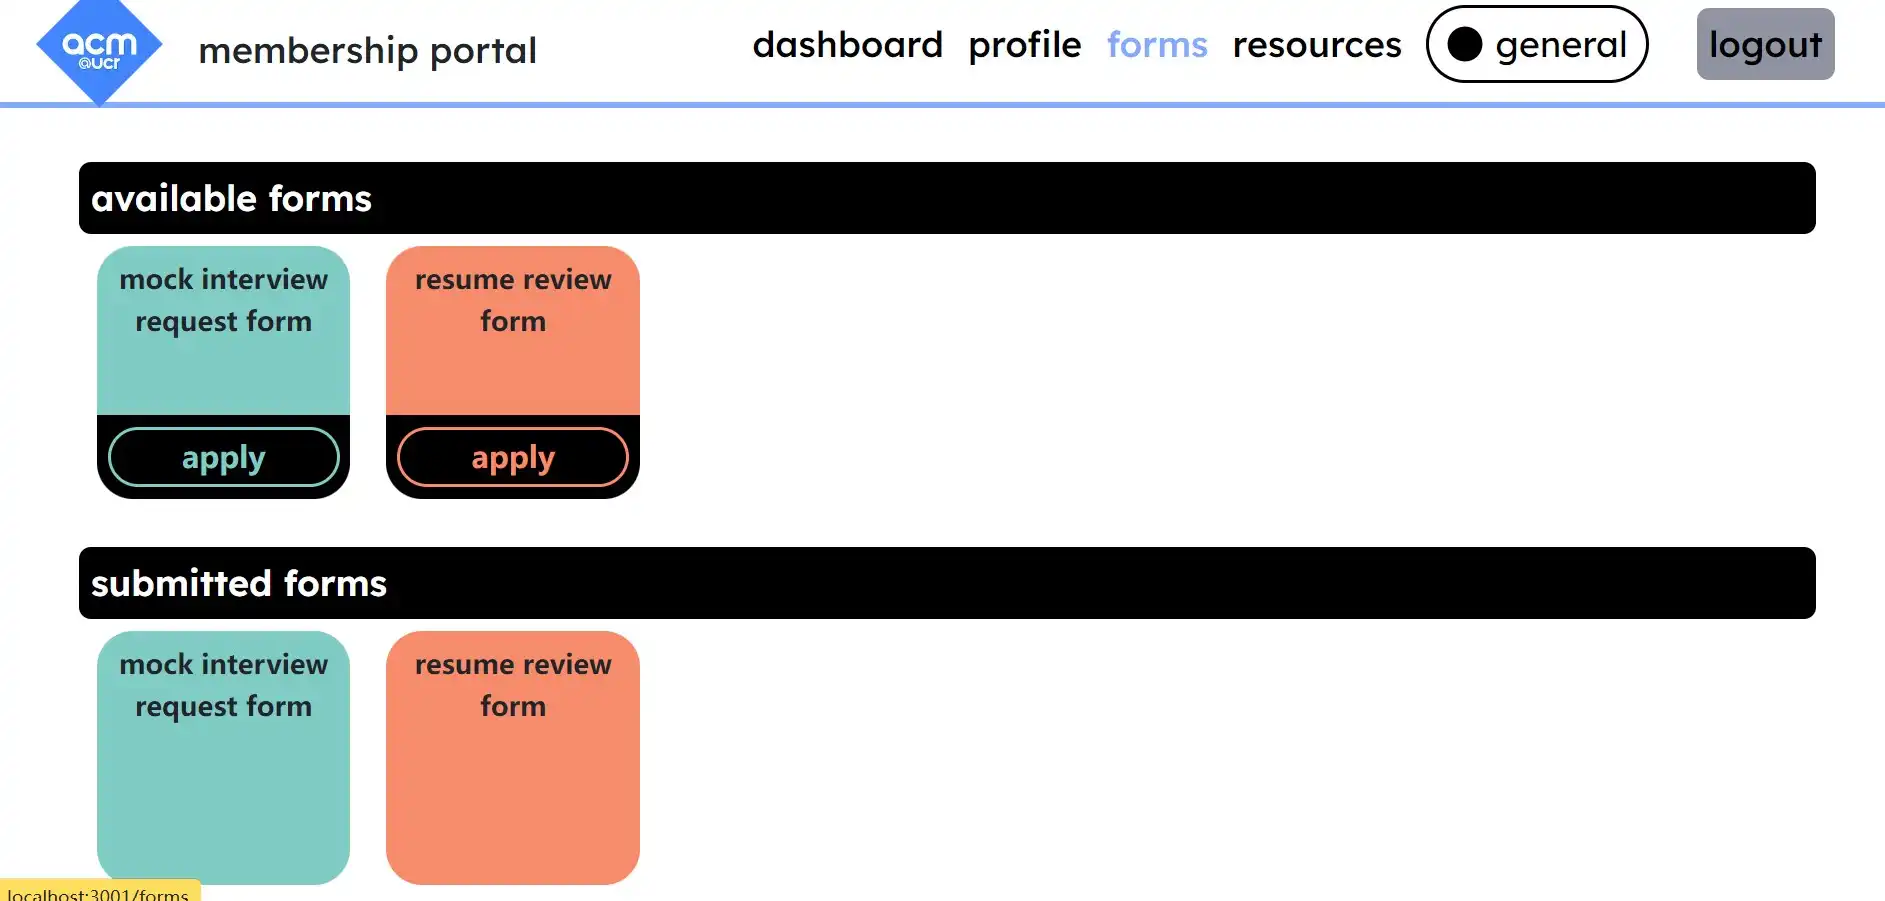 acm
@ucr
membership portal
dashboard profile forms resources general logout
available forms
mock interview
request form
apply
resume review
form
apply
submitted forms
mock interview
request form
resume review
form
localhost:3001/forms